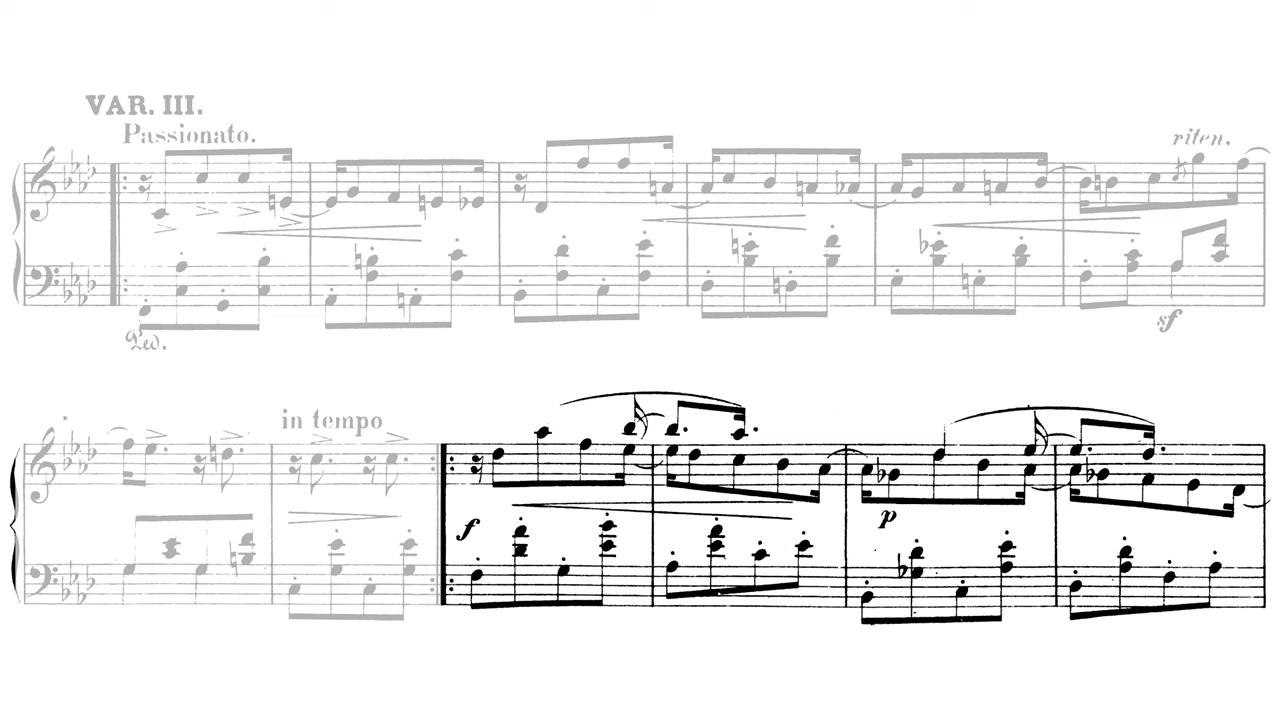 VAR. III.
Passionato.
riten.
Ped.
sf
in tempo
f
p